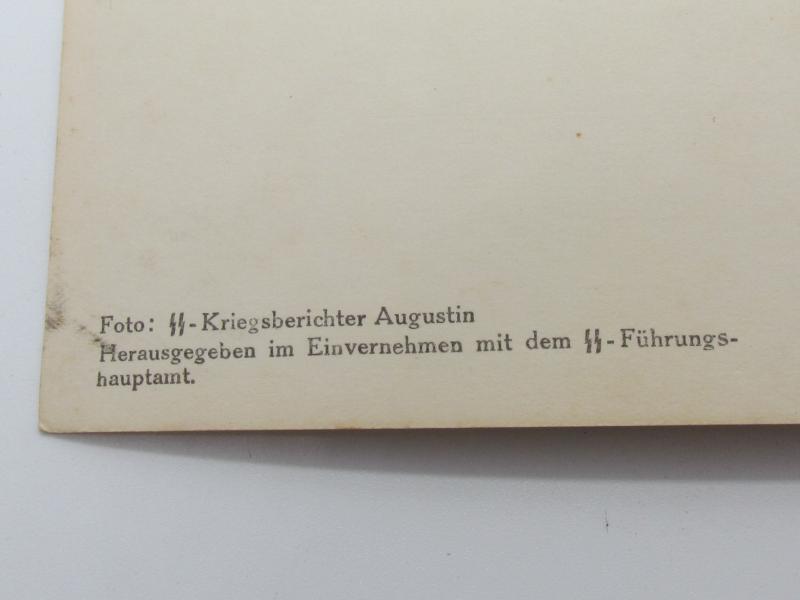 Foto: ᛋᛋ-Kriegsberichter Augustin
Herausgegeben im Einvernehmen mit dem ᛋᛋ-Führungs-
hauptamt.